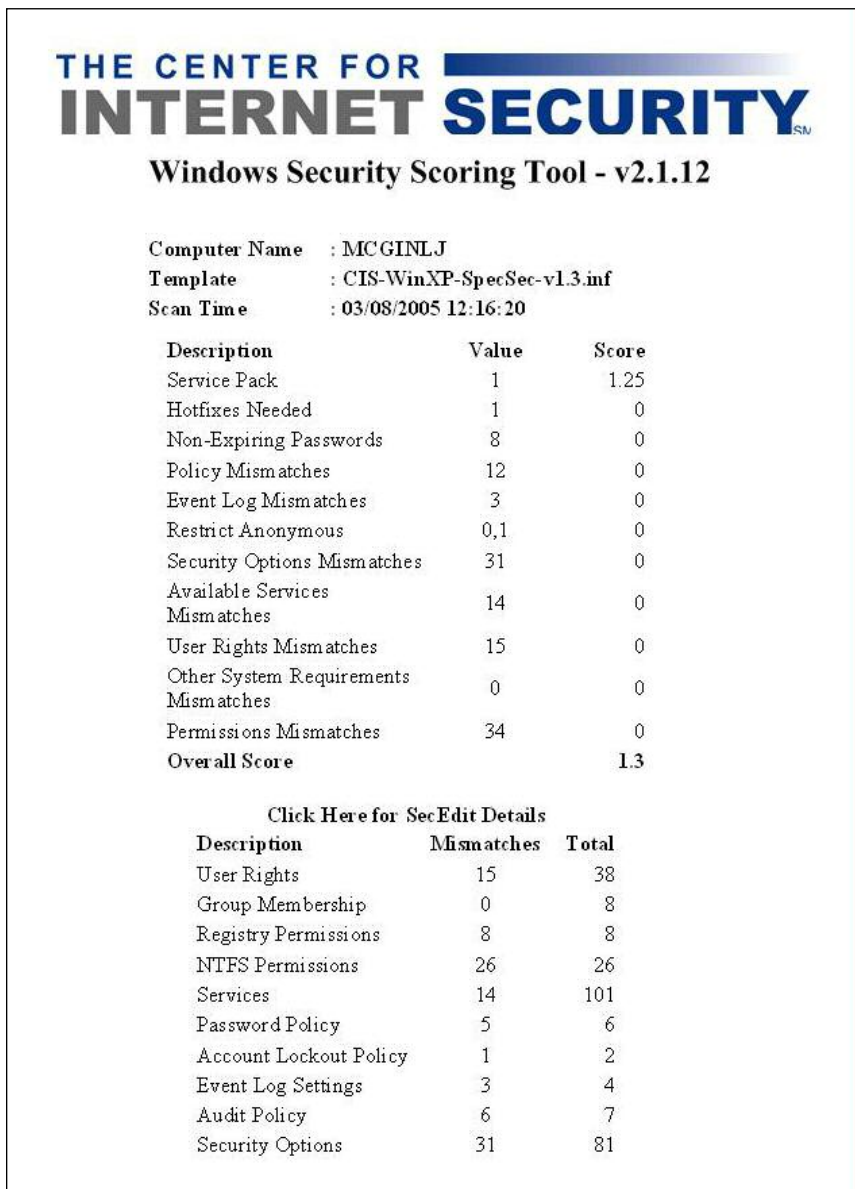 THE CENTER FOR
INTERNET SECURITY SM
Windows Security Scoring Tool - v2.1.12
Computer Name : MCGINLJ
Template : CIS-WinXP-SpecSec-v1.3.inf
Scan Time : 03/08/2005 12:16:20
Description Value Score
Service Pack 1 1.25
Hotfixes Needed 1 0
Non-Expiring Passwords 8 0
Policy Mismatches 12 0
Event Log Mismatches 3 0
Restrict Anonymous 0,1 0
Security Options Mismatches 31 0
Available Services
Mismatches 14 0
User Rights Mismatches 15 0
Other System Requirements
Mismatches 0 0
Permissions Mismatches 34 0
Overall Score 1.3
Click Here for SecEdit Details
Description Mismatches Total
User Rights 15 38
Group Membership 0 8
Registry Permissions 8 8
NTFS Permissions 26 26
Services 14 101
Password Policy 5 6
Account Lockout Policy 1 2
Event Log Settings 3 4
Audit Policy 6 7
Security Options 31 81